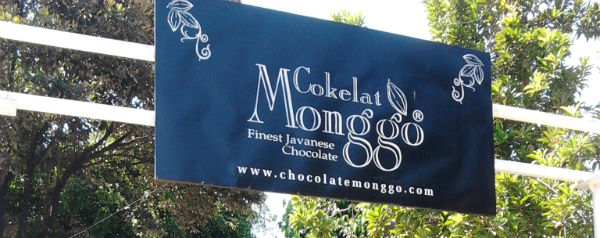 Cokelat
Monggo®
Finest Javanese
Chocolate
www.chocolatemonggo.com